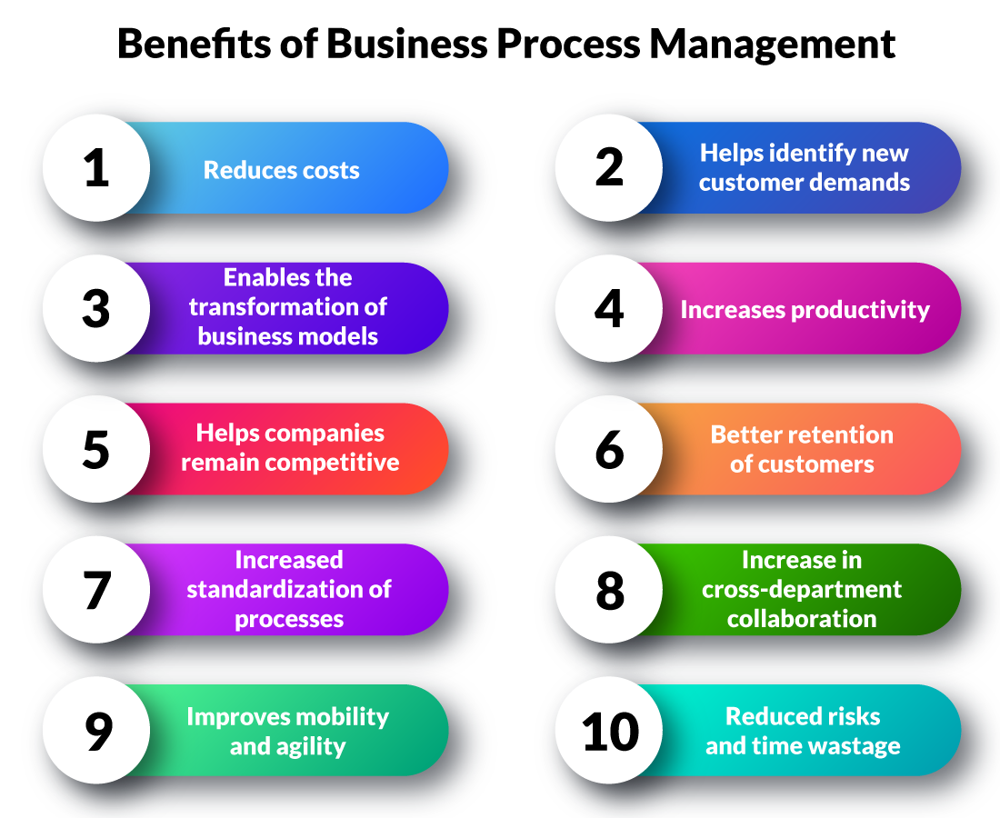 Benefits of Business Process Management
1
Reduces costs
2
Helps identify new
customer demands
3
Enables the
transformation of
business models
4
Increases productivity
5
Helps companies
remain competitive
6
Better retention
of customers
7
Increased
standardization of
processes
8
Increase in
cross-department
collaboration
9
Improves mobility
and agility
10
Reduced risks
and time wastage